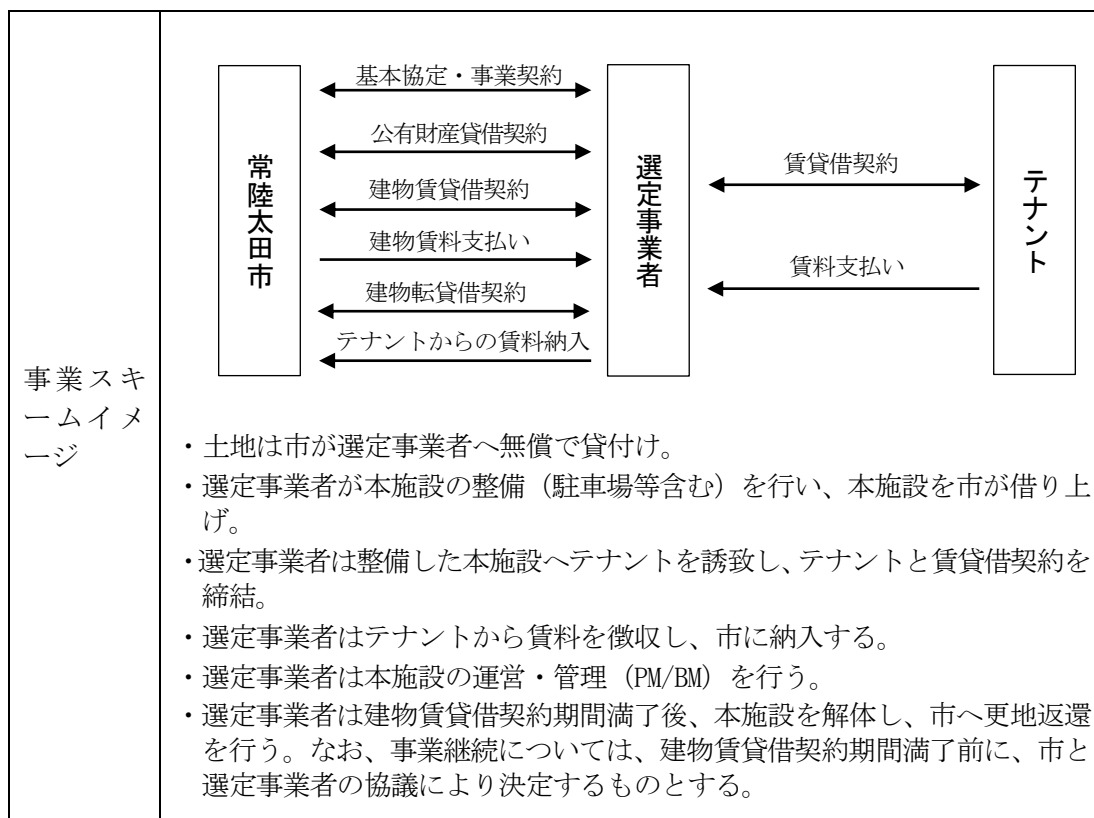 事業スキ
ームイメ
ージ
常陸太田市
基本協定・事業契約
公有財産貸借契約
建物賃貸借契約
建物賃料支払い
建物転貸借契約
テナントからの賃料納入
選定事業者
賃貸借契約
賃料支払い
テナント
・土地は市が選定事業者へ無償で貸付け。
・選定事業者が本施設の整備（駐車場等含む）を行い、本施設を市が借り上
げ。
・選定事業者は整備した本施設へテナントを誘致し、テナントと賃貸借契約を
締結。
・選定事業者はテナントから賃料を徴収し、市に納入する。
・選定事業者は本施設の運営・管理（PM/BM）を行う。
・選定事業者は建物賃貸借契約期間満了後、本施設を解体し、市へ更地返還
を行う。なお、事業継続については、建物賃貸借契約期間満了前に、市と
選定事業者の協議により決定するものとする。